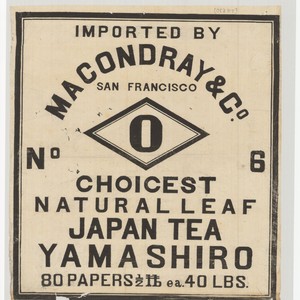 IMPORTED BY
MACONDRAY & Co
SAN FRANCISCO
O
No 6
CHOICEST
NATURAL LEAF
JAPAN TEA
YAMASHIRO
80 PAPERS ½ lb ea. 40 LBS.